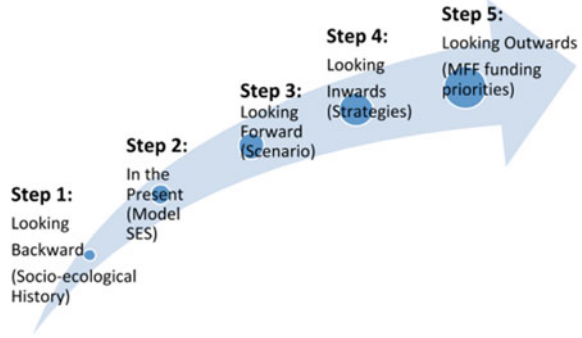 Step 1:
Looking
Backward
(Socio-ecological
History)
Step 2:
In the
Present
(Model
SES)
Step 3:
Looking
Forward
(Scenario)
Step 4:
Looking
Inwards
(Strategies)
Step 5:
Looking Outwards
(MFF funding
priorities)